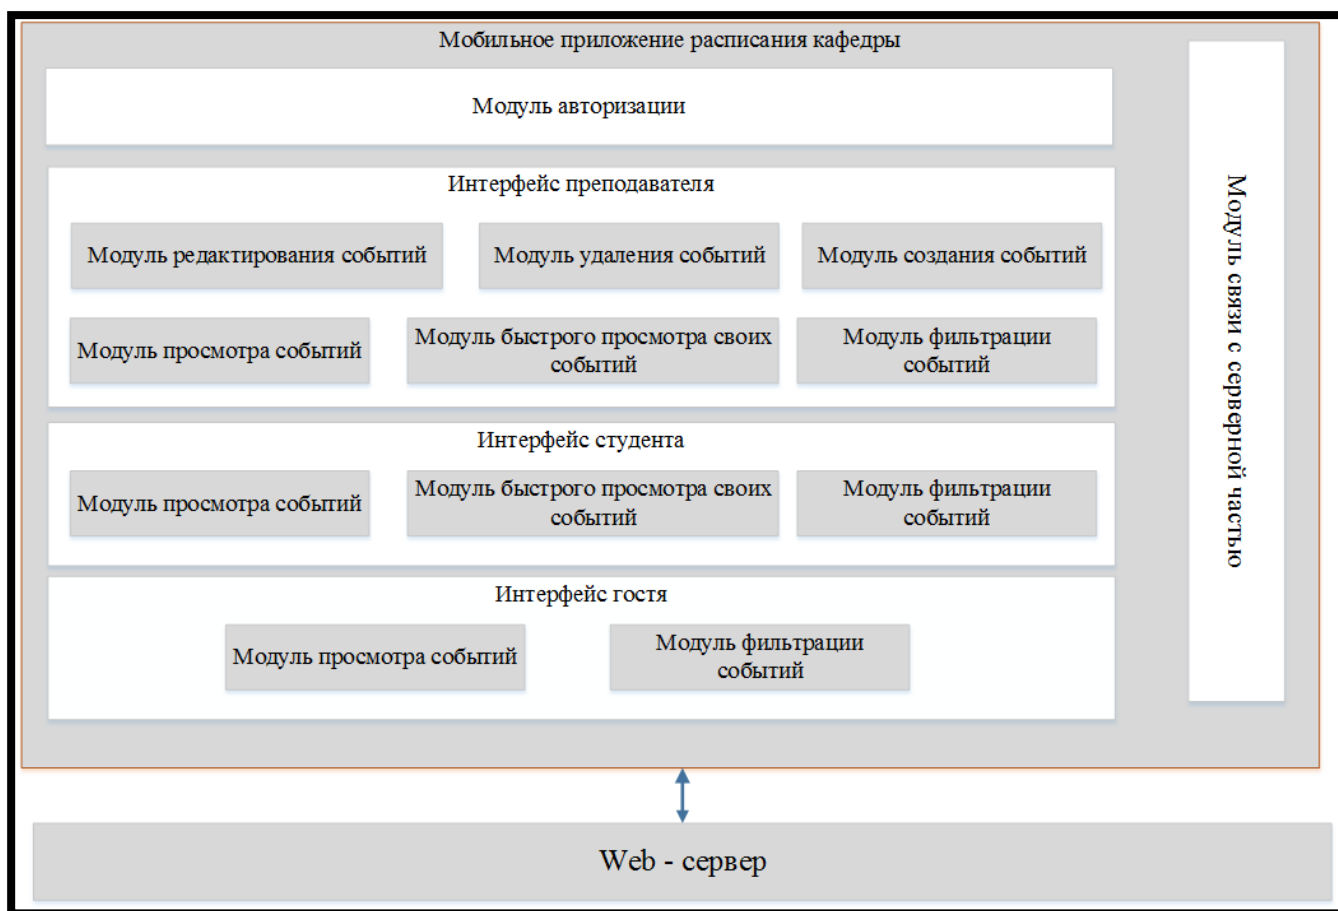 Мобильное приложение расписания кафедры
Модуль авторизации
Интерфейс преподавателя
Модуль редактирования событий
Модуль удаления событий
Модуль создания событий
Модуль просмотра событий
Модуль быстрого просмотра своих
событий
Модуль фильтрации
событий
Интерфейс студента
Модуль просмотра событий
Модуль быстрого просмотра своих
событий
Модуль фильтрации
событий
Интерфейс гостя
Модуль просмотра событий
Модуль фильтрации
событий
Модуль связи с серверной частью
Web - сервер